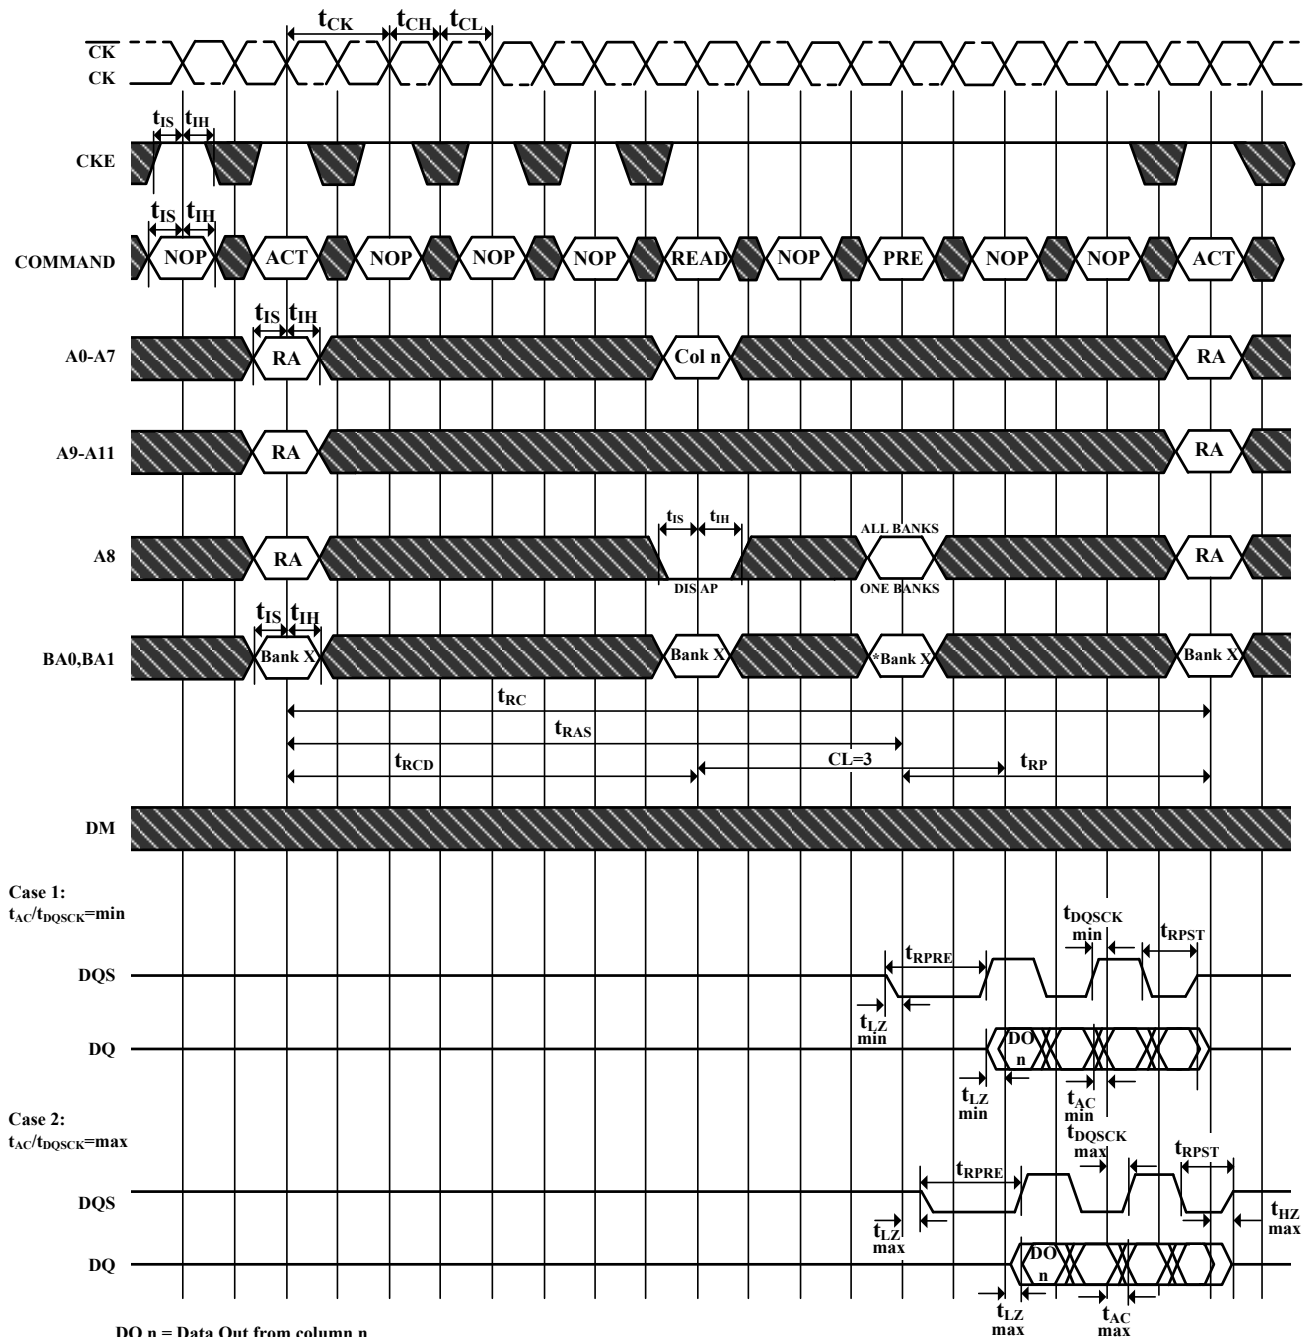 tCK tCH tCL
CK
CK
tIS tIH
CKE
tIS tIH
COMMAND NOP ACT NOP NOP NOP READ NOP PRE NOP NOP ACT
tIS tIH
A0-A7 RA Col n RA
A9-A11 RA RA
tIS tIH ALL BANKS
A8 RA RA
DIS AP ONE BANKS
tIS tIH
BA0,BA1 Bank X Bank X *Bank X Bank X
tRC
tRAS
tRCD CL=3 tRP
DM
Case 1:
tAC/tDQSCK=min
tDQSCK
min
tRPST
DQS tRPRE
tLZ
min
DQ DO
n
tLZ
min
tAC
min
Case 2:
tAC/tDQSCK=max
tDQSCK
max
tRPST
tRPRE
DQS
tLZ
max
tHZ
max
DQ DO
n
tLZ
max
tAC
max
DO n = Data Out from column n